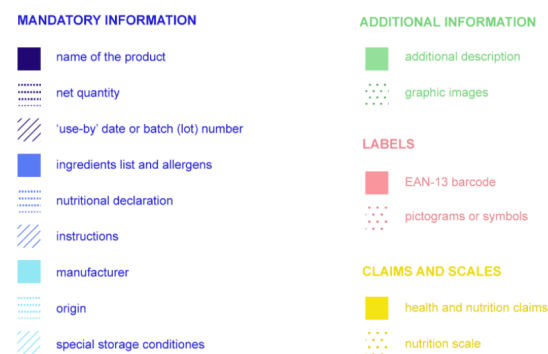 MANDATORY INFORMATION
name of the product
net quantity
‘use-by’ date or batch (lot) number
ingredients list and allergens
nutritional declaration
instructions
manufacturer
origin
special storage conditiones
ADDITIONAL INFORMATION
additional description
graphic images
LABELS
EAN-13 barcode
pictograms or symbols
CLAIMS AND SCALES
health and nutrition claims
nutrition scale